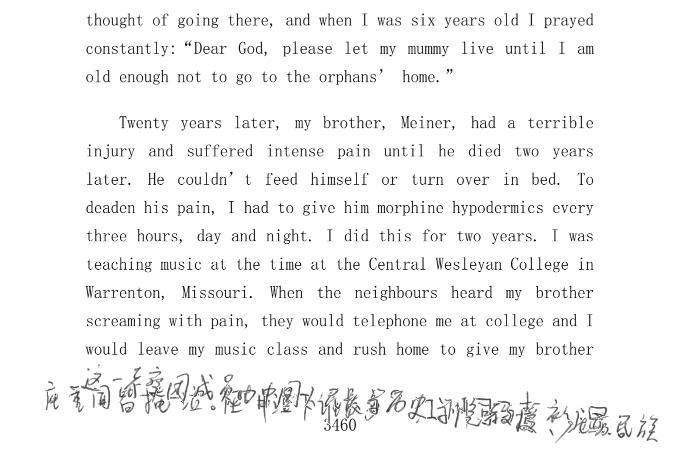 thought of going there, and when I was six years old I prayed
constantly: “Dear God, please let my mummy live until I am
old enough not to go to the orphans’ home.”
Twenty years later, my brother, Meiner, had a terrible
injury and suffered intense pain until he died two years
later. He couldn’t feed himself or turn over in bed. To
deaden his pain, I had to give him morphine hypodermics every
three hours, day and night. I did this for two years. I was
teaching music at the time at the Central Wesleyan College in
Warrenton, Missouri. When the neighbours heard my brother
screaming with pain, they would telephone me at college and I
would leave my music class and rush home to give my brother
这一
历史 民族
3460